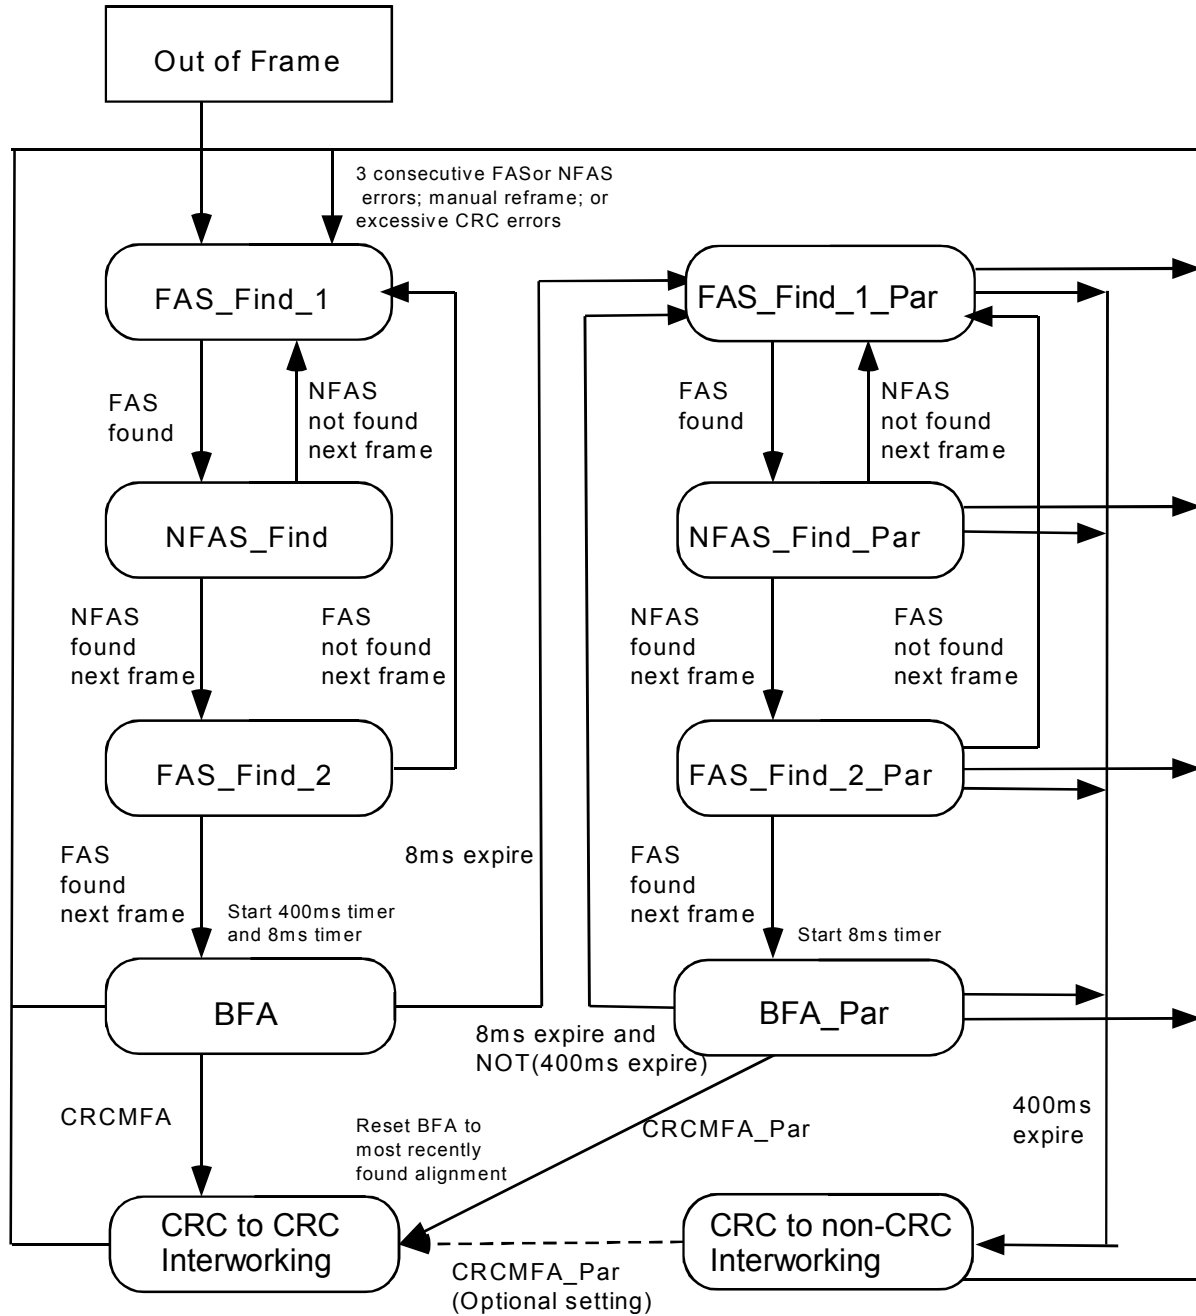 Out of Frame
3 consecutive FASor NFAS
errors; manual reframe; or
excessive CRC errors
FAS_Find_1
FAS_Find_1_Par
FAS
found
NFAS
not found
next frame
FAS
found
NFAS
not found
next frame
NFAS_Find
NFAS_Find_Par
NFAS
found
next frame
FAS
not found
next frame
NFAS
found
next frame
FAS
not found
next frame
FAS_Find_2
FAS_Find_2_Par
FAS
found
next frame
8ms expire
FAS
found
next frame
Start 400ms timer
and 8ms timer
Start 8ms timer
BFA
BFA_Par
8ms expire and
NOT(400ms expire)
CRCMFA
Reset BFA to
most recently
found alignment
CRCMFA_Par
400ms
expire
CRC to CRC
Interworking
CRC to non-CRC
Interworking
CRCMFA_Par
(Optional setting)